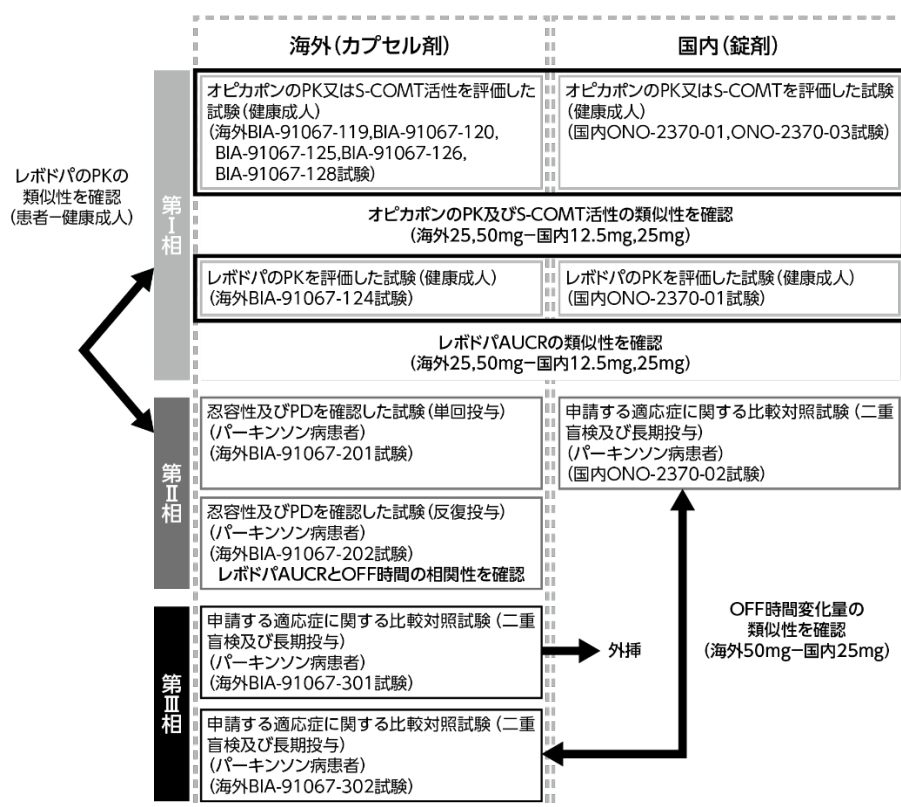 海外(カプセル剤)
国内(錠剤)
レボドパのPKの
類似性を確認
(患者ー健康成人)
第Ⅰ相
オピカポンのPK又はS-COMT活性を評価した
試験(健康成人)
(海外BIA-91067-119,BIA-91067-120,
BIA-91067-125,BIA-91067-126,
BIA-91067-128試験)
オピカポンのPK又はS-COMTを評価した試験
(健康成人)
(国内ONO-2370-01,ONO-2370-03試験)
オピカポンのPK及びS-COMT活性の類似性を確認
(海外25,50mgー国内12.5mg,25mg)
レボドパのPKを評価した試験(健康成人)
(海外BIA-91067-124試験)
レボドパのPKを評価した試験(健康成人)
(国内ONO-2370-01試験)
レボドパAUCRの類似性を確認
(海外25,50mgー国内12.5mg,25mg)
第Ⅱ相
忍容性及びPDを確認した試験(単回投与)
(パーキンソン病患者)
(海外BIA-91067-201試験)
申請する適応症に関する比較対照試験(二重
盲検及び長期投与)
(パーキンソン病患者)
(国内ONO-2370-02試験)
忍容性及びPDを確認した試験(反復投与)
(パーキンソン病患者)
(海外BIA-91067-202試験)
レボドパAUCRとOFF時間の相関性を確認
第Ⅲ相
申請する適応症に関する比較対照試験(二重
盲検及び長期投与)
(パーキンソン病患者)
(海外BIA-91067-301試験)
外挿
OFF時間変化量の
類似性を確認
(海外50mgー国内25mg)
申請する適応症に関する比較対照試験(二重
盲検及び長期投与)
(パーキンソン病患者)
(海外BIA-91067-302試験)